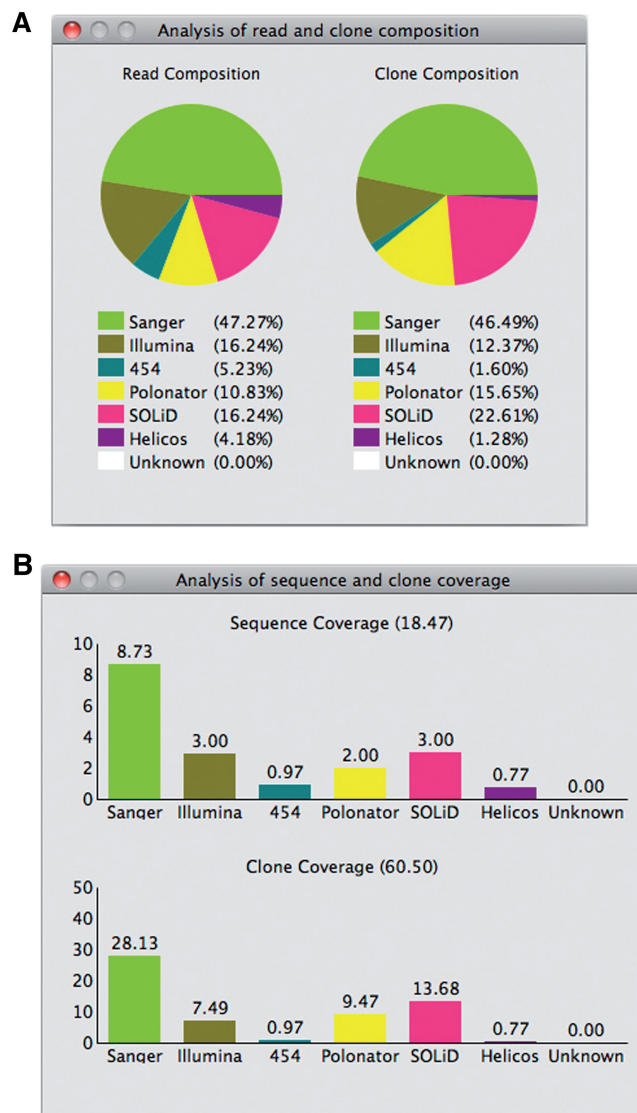 A
Analysis of read and clone composition
Read Composition
Sanger (47.27%)
Illumina (16.24%)
454 (5.23%)
Polonator (10.83%)
SOLiD (16.24%)
Helicos (4.18%)
Unknown (0.00%)
Clone Composition
Sanger (46.49%)
Illumina (12.37%)
454 (1.60%)
Polonator (15.65%)
SOLiD (22.61%)
Helicos (1.28%)
Unknown (0.00%)
B
Analysis of sequence and clone coverage
Sequence Coverage (18.47)
10
8
6
4
2
0
8.73
3.00
0.97
2.00
3.00
0.77
0.00
Sanger Illumina 454 Polonator SOLiD Helicos Unknown
Clone Coverage (60.50)
50
40
30
20
10
0
28.13
7.49
0.97
9.47
13.68
0.77
0.00
Sanger Illumina 454 Polonator SOLiD Helicos Unknown